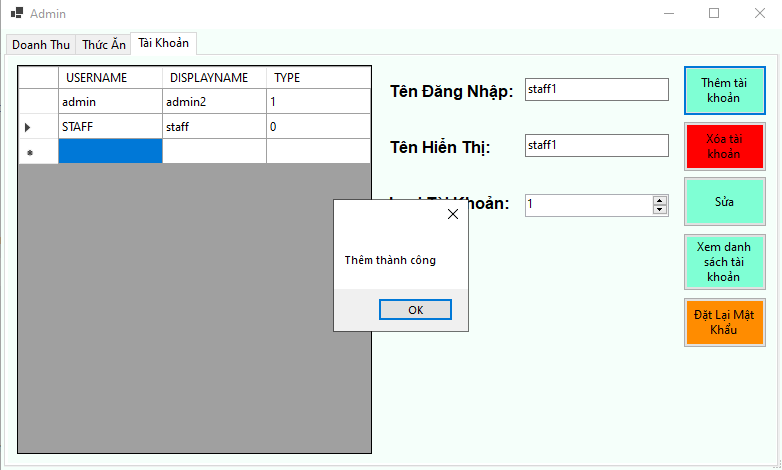 Admin
Doanh Thu Thức Ăn Tài Khoản
USERNAME DISPLAYNAME TYPE
admin admin2 1
STAFF staff 0
Tên Đăng Nhập: staff1
Tên Hiển Thị: staff1
Tài Khoản: 1
Thêm thành công
OK
Thêm tài
khoản
Xóa tài
khoản
Sửa
Xem danh
sách tài
khoản
Đặt Lại Mật
Khẩu